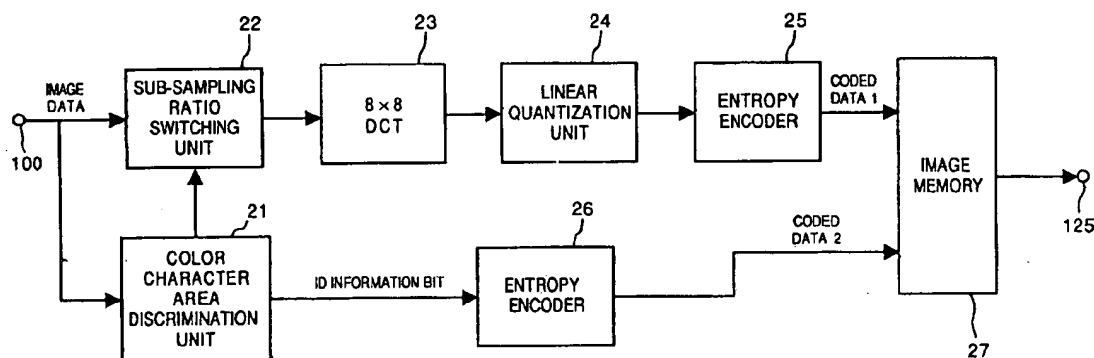 22
23
24
25
IMAGE
DATA
SUB-SAMPLING
RATIO
SWITCHING
UNIT
8 × 8
DCT
LINEAR
QUANTIZATION
UNIT
ENTROPY
ENCODER
CODED
DATA 1
100
IMAGE
MEMORY
125
21
COLOR
CHARACTER
AREA
DISCRIMINATION
UNIT
ID INFORMATION BIT
26
ENTROPY
ENCODER
CODED
DATA 2
27